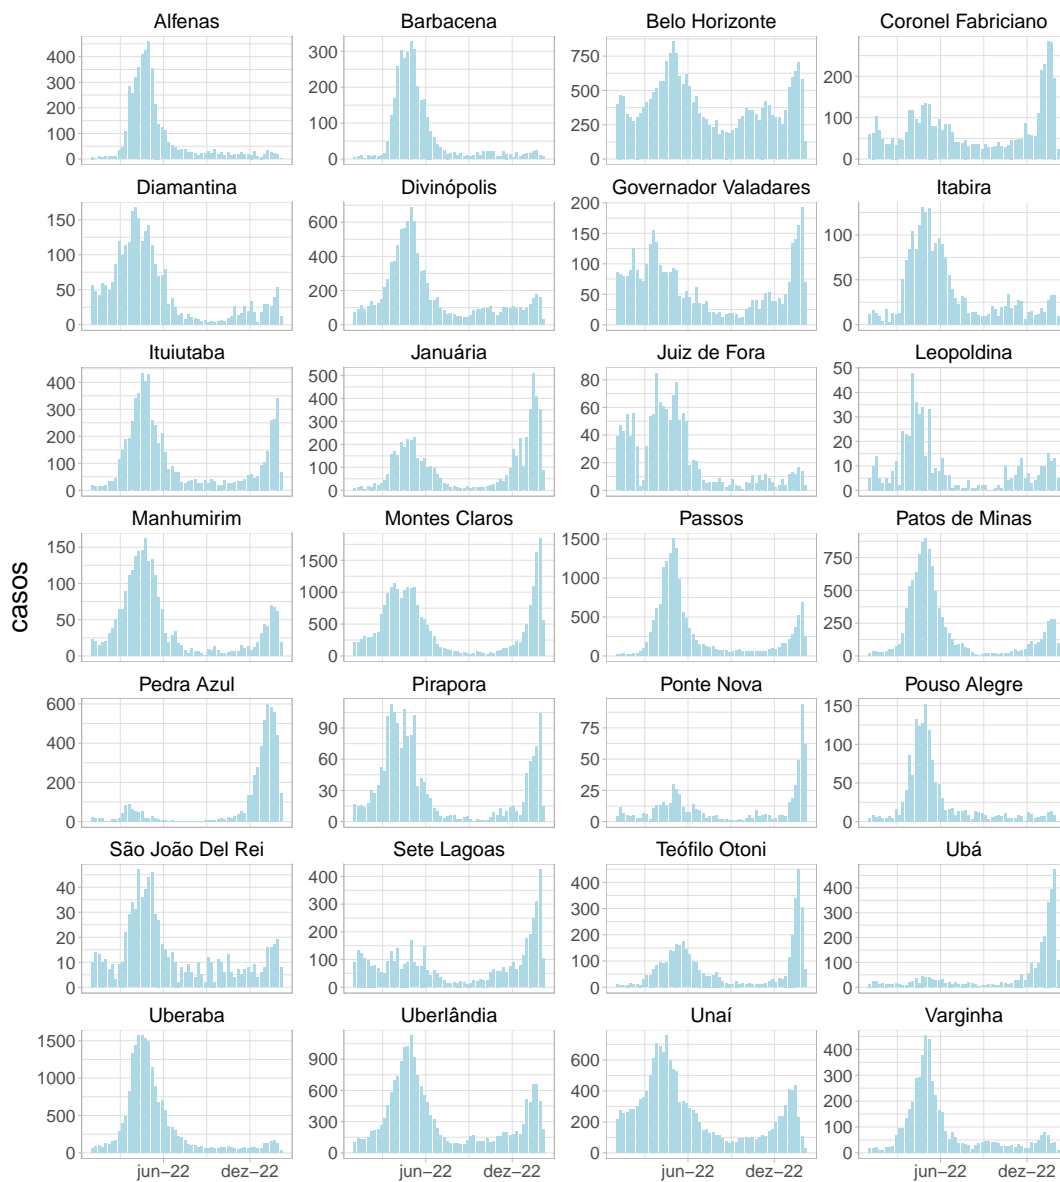 Alfenas Barbacena Belo Horizonte Coronel Fabriciano
400 300 200 100 0
300 200 100 0
750 500 250 0
200 100 0
Diamantina Divinópolis Governador Valadares Itabira
150 100 50 0
600 400 200 0
200 150 100 50 0
100 50 0
Ituiutaba Januária Juiz de Fora Leopoldina
400 300 200 100 0
500 400 300 200 100 0
80 60 40 20 0
50 40 30 20 10 0
Manhumirim Montes Claros Passos Patos de Minas
150 100 50 0
1500 1000 500 0
1500 1000 500 0
750 500 250 0
casos
Pedra Azul Pirapora Ponte Nova Pouso Alegre
600 400 200 0
90 60 30 0
75 50 25 0
150 100 50 0
São João Del Rei Sete Lagoas Teófilo Otoni Ubá
40 30 20 10 0
400 300 200 100 0
400 300 200 100 0
400 300 200 100 0
Uberaba Uberlândia Unaí Varginha
1500 1000 500 0
900 600 300 0
600 400 200 0
400 300 200 100 0
jun−22 dez−22 jun−22 dez−22 jun−22 dez−22 jun−22 dez−22